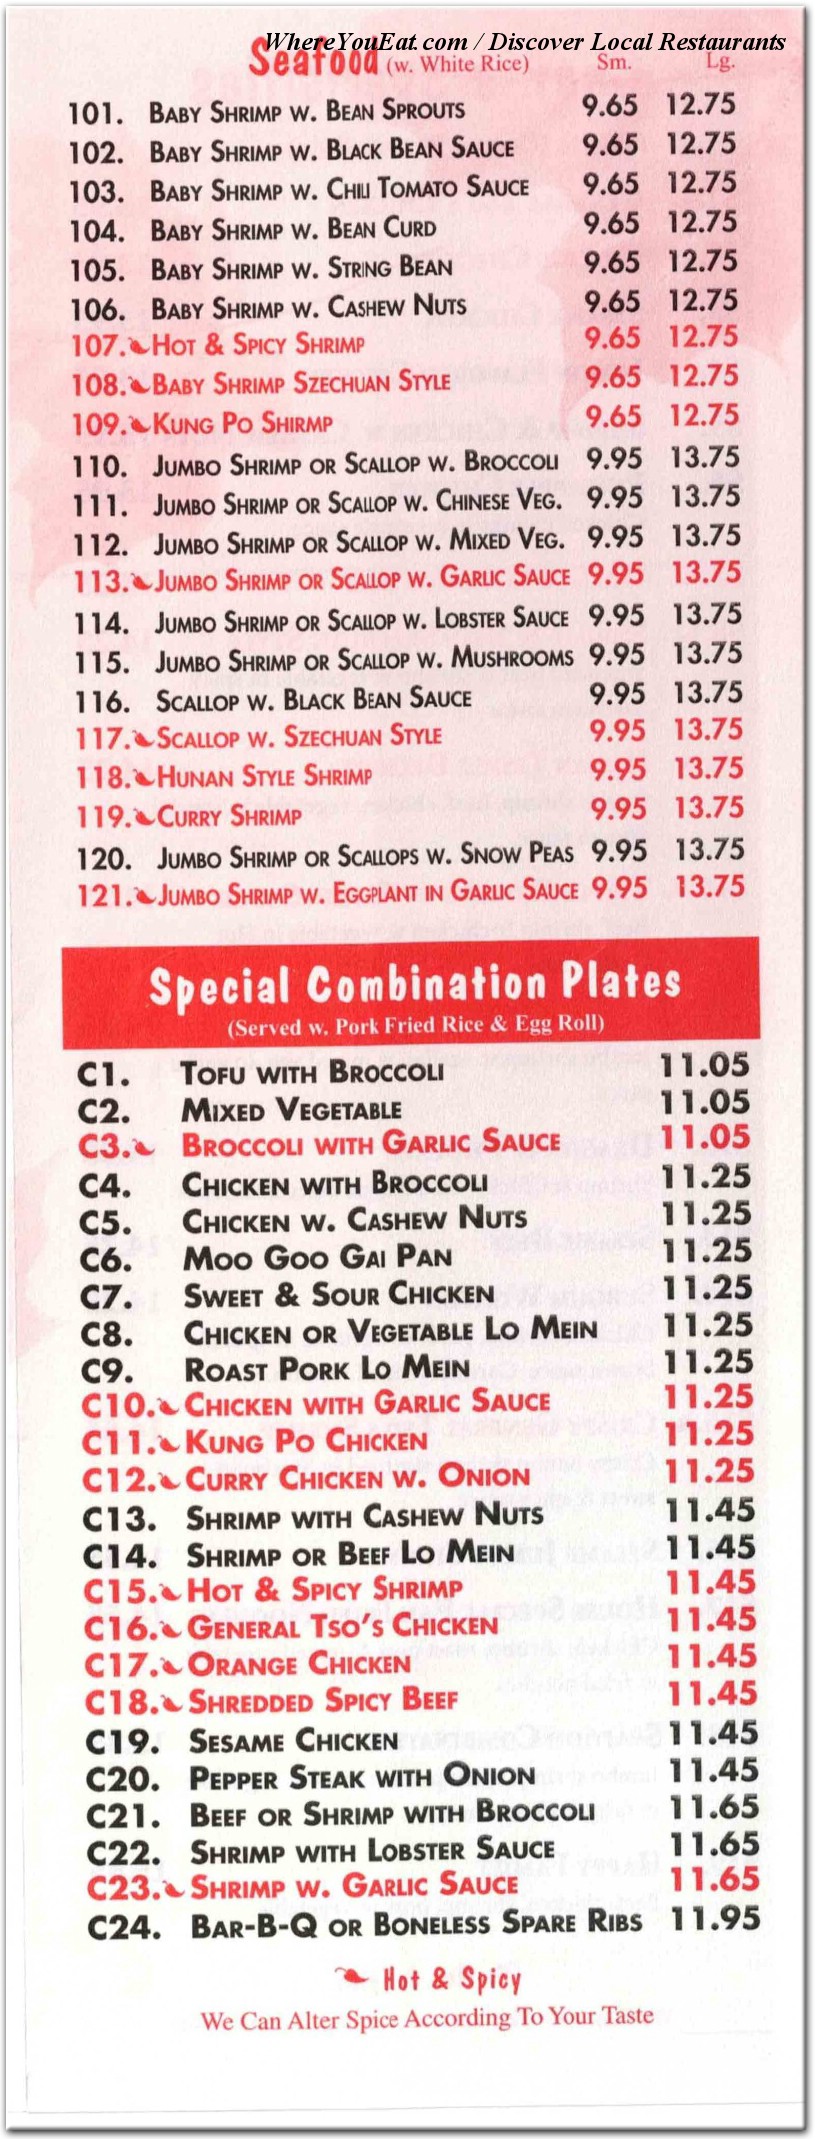 WhereYouEat.com / Discover Local Restaurants
Seafood (w. White Rice) Sm. Lg.
101. BABY SHRIMP W. BEAN SPROUTS 9.65 12.75
102. BABY SHRIMP W. BLACK BEAN SAUCE 9.65 12.75
103. BABY SHRIMP W. CHILI TOMATO SAUCE 9.65 12.75
104. BABY SHRIMP W. BEAN CURD 9.65 12.75
105. BABY SHRIMP W. STRING BEAN 9.65 12.75
106. BABY SHRIMP W. CASHEW NUTS 9.65 12.75
107. HOT & SPICY SHRIMP 9.65 12.75
108. BABY SHRIMP SZECHUAN STYLE 9.65 12.75
109. KUNG PO SHIRMP 9.65 12.75
110. JUMBO SHRIMP OR SCALLOP W. BROCCOLI 9.95 13.75
111. JUMBO SHRIMP OR SCALLOP W. CHINESE VEG. 9.95 13.75
112. JUMBO SHRIMP OR SCALLOP W. MIXED VEG. 9.95 13.75
113. JUMBO SHRIMP OR SCALLOP W. GARLIC SAUCE 9.95 13.75
114. JUMBO SHRIMP OR SCALLOP W. LOBSTER SAUCE 9.95 13.75
115. JUMBO SHRIMP OR SCALLOP W. MUSHROOMS 9.95 13.75
116. SCALLOP W. BLACK BEAN SAUCE 9.95 13.75
117. SCALLOP W. SZECHUAN STYLE 9.95 13.75
118. HUNAN STYLE SHRIMP 9.95 13.75
119. CURRY SHRIMP 9.95 13.75
120. JUMBO SHRIMP OR SCALLOPS W. SNOW PEAS 9.95 13.75
121. JUMBO SHRIMP W. EGGPLANT IN GARLIC SAUCE 9.95 13.75
Special Combination Plates
(Served w. Pork Fried Rice & Egg Roll)
C1. TOFU WITH BROCCOLI 11.05
C2. MIXED VEGETABLE 11.05
C3. BROCCOLI WITH GARLIC SAUCE 11.05
C4. CHICKEN WITH BROCCOLI 11.25
C5. CHICKEN W. CASHEW NUTS 11.25
C6. MOO GOO GAI PAN 11.25
C7. SWEET & SOUR CHICKEN 11.25
C8. CHICKEN OR VEGETABLE LO MEIN 11.25
C9. ROAST PORK LO MEIN 11.25
C10. CHICKEN WITH GARLIC SAUCE 11.25
C11. KUNG PO CHICKEN 11.25
C12. CURRY CHICKEN W. ONION 11.25
C13. SHRIMP WITH CASHEW NUTS 11.45
C14. SHRIMP OR BEEF LO MEIN 11.45
C15. HOT & SPICY SHRIMP 11.45
C16. GENERAL TSO'S CHICKEN 11.45
C17. ORANGE CHICKEN 11.45
C18. SHREDDED SPICY BEEF 11.45
C19. SESAME CHICKEN 11.45
C20. PEPPER STEAK WITH ONION 11.45
C21. BEEF OR SHRIMP WITH BROCCOLI 11.65
C22. SHRIMP WITH LOBSTER SAUCE 11.65
C23. SHRIMP W. GARLIC SAUCE 11.65
C24. BAR-B-Q OR BONELESS SPARE RIBS 11.95
Hot & Spicy
We Can Alter Spice According To Your Taste